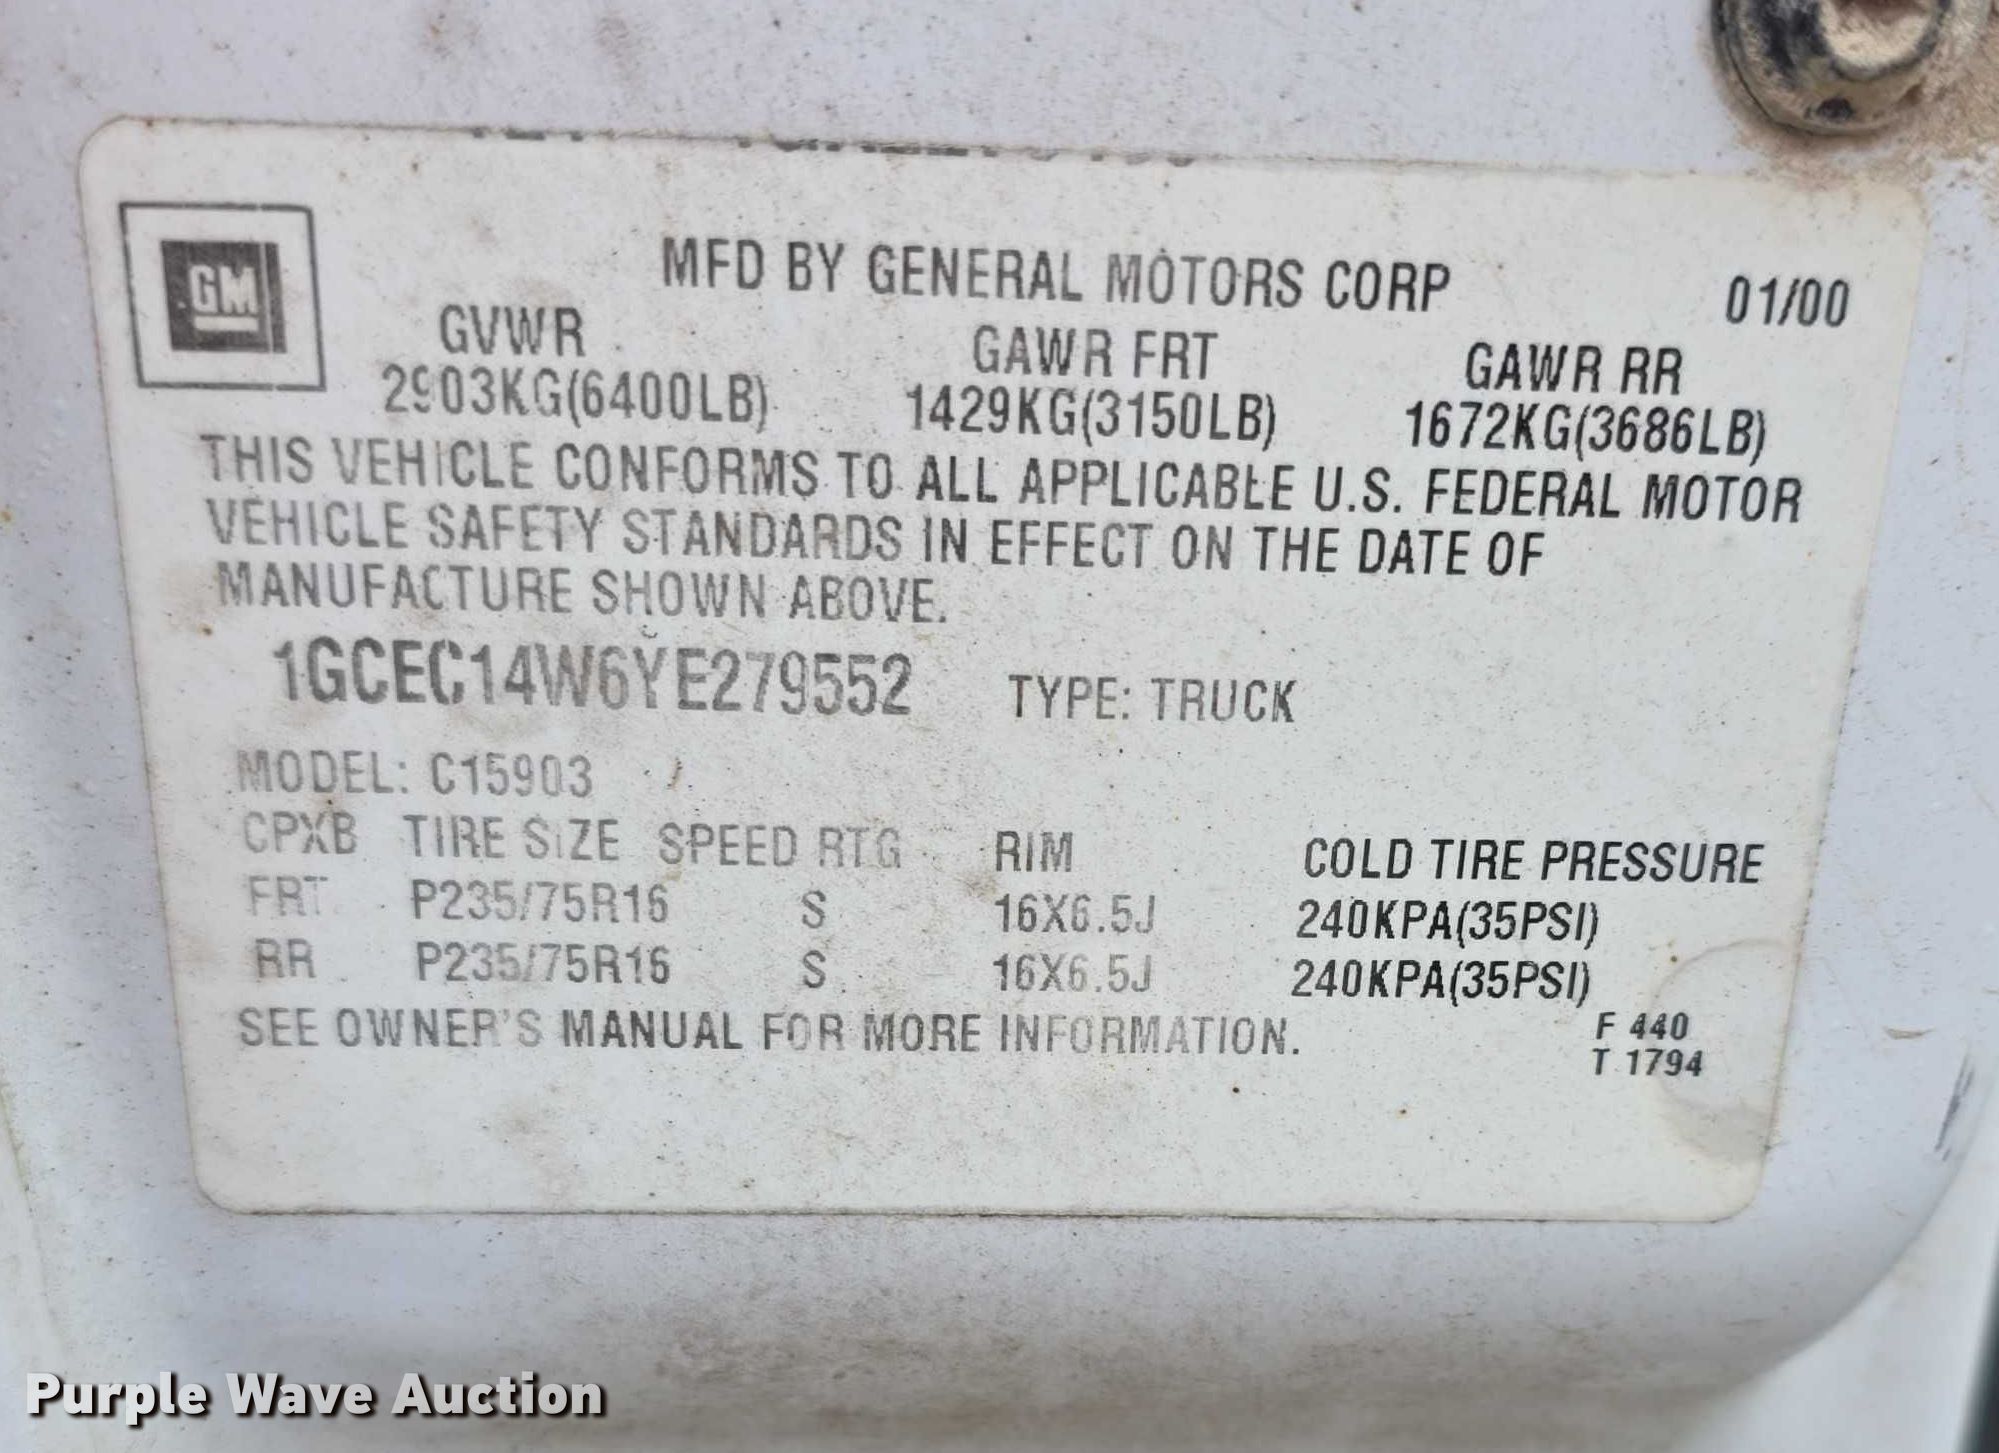 GM
MFD BY GENERAL MOTORS CORP 01/00
GVWR GAWR FRT GAWR RR
2903KG(6400LB) 1429KG(3150LB) 1672KG(3686LB)
THIS VEHICLE CONFORMS TO ALL APPLICABLE U.S. FEDERAL MOTOR
VEHICLE SAFETY STANDARDS IN EFFECT ON THE DATE OF
MANUFACTURE SHOWN ABOVE.
1GCEC14W6YE279552 TYPE: TRUCK
MODEL: C15903
CPXB TIRE SIZE SPEED RTG RIM COLD TIRE PRESSURE
FRT P235/75R16 S 16X6.5J 240KPA(35PSI)
RR P235/75R16 S 16X6.5J 240KPA(35PSI)
SEE OWNER'S MANUAL FOR MORE INFORMATION.
F 440
T 1794
Purple Wave Auction